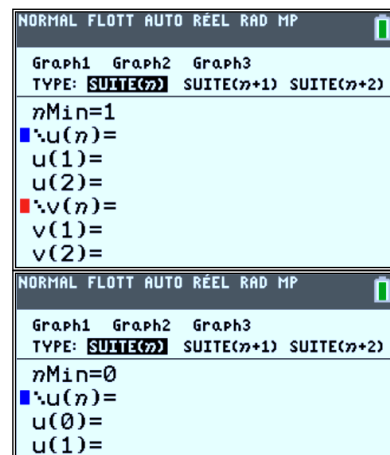 NORMAL FLOTT AUTO RÉEL RAD MP
Graph1 Graph2 Graph3
TYPE: SUITE(n) SUITE(n+1) SUITE(n+2)
nMin=1
u(n)=
u(1)=
u(2)=
v(n)=
v(1)=
v(2)=
NORMAL FLOTT AUTO RÉEL RAD MP
Graph1 Graph2 Graph3
TYPE: SUITE(n) SUITE(n+1) SUITE(n+2)
nMin=0
u(n)=
u(0)=
u(1)=